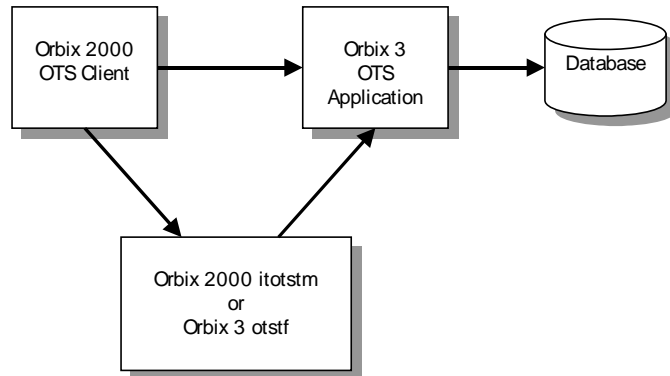 Orbix 2000
OTS Client
Orbix 3
OTS
Application
Database
Orbix 2000 itotstm
or
Orbix 3 otstf